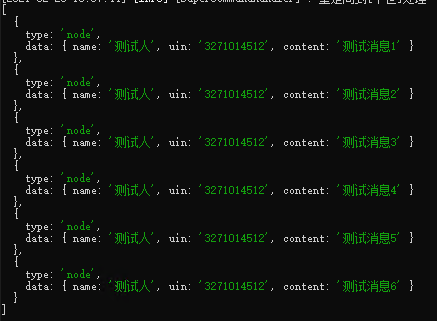 [
  {
    type: 'node',
    data: { name: '测试人', uin: '3271014512', content: '测试消息1' }
  },
  {
    type: 'node',
    data: { name: '测试人', uin: '3271014512', content: '测试消息2' }
  },
  {
    type: 'node',
    data: { name: '测试人', uin: '3271014512', content: '测试消息3' }
  },
  {
    type: 'node',
    data: { name: '测试人', uin: '3271014512', content: '测试消息4' }
  },
  {
    type: 'node',
    data: { name: '测试人', uin: '3271014512', content: '测试消息5' }
  },
  {
    type: 'node',
    data: { name: '测试人', uin: '3271014512', content: '测试消息6' }
  }
]